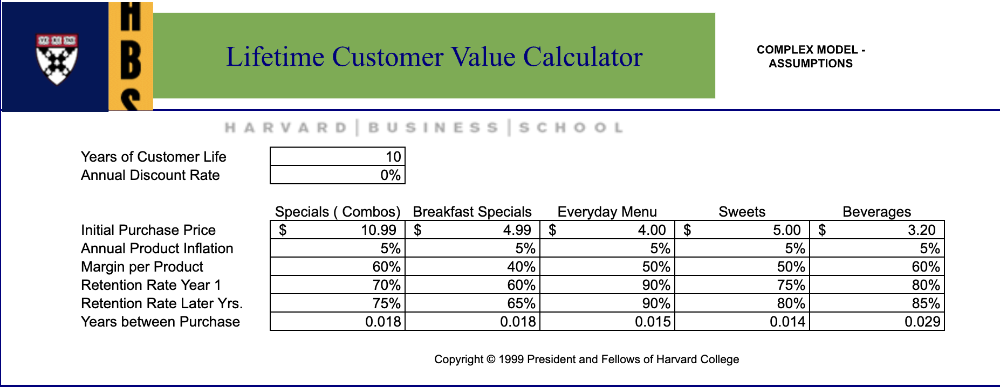 HBS
Lifetime Customer Value Calculator
COMPLEX MODEL -
ASSUMPTIONS
HARVARD|BUSINESS|SCHOOL
Years of Customer Life 10
Annual Discount Rate 0%
Specials ( Combos) Breakfast Specials Everyday Menu Sweets Beverages
Initial Purchase Price $ 10.99 $ 4.99 $ 4.00 $ 5.00 $ 3.20
Annual Product Inflation 5% 5% 5% 5% 5%
Margin per Product 60% 40% 50% 50% 60%
Retention Rate Year 1 70% 60% 90% 75% 80%
Retention Rate Later Yrs. 75% 65% 90% 80% 85%
Years between Purchase 0.018 0.018 0.015 0.014 0.029
Copyright © 1999 President and Fellows of Harvard College